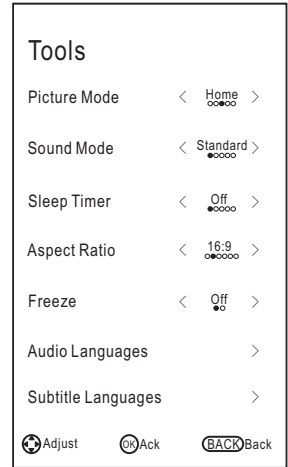 Tools
Picture Mode < Home >
Sound Mode < Standard >
Sleep Timer < Off >
Aspect Ratio < 16:9 >
Freeze < Off >
Audio Languages >
Subtitle Languages >
Adjust OK Ack BACK Back